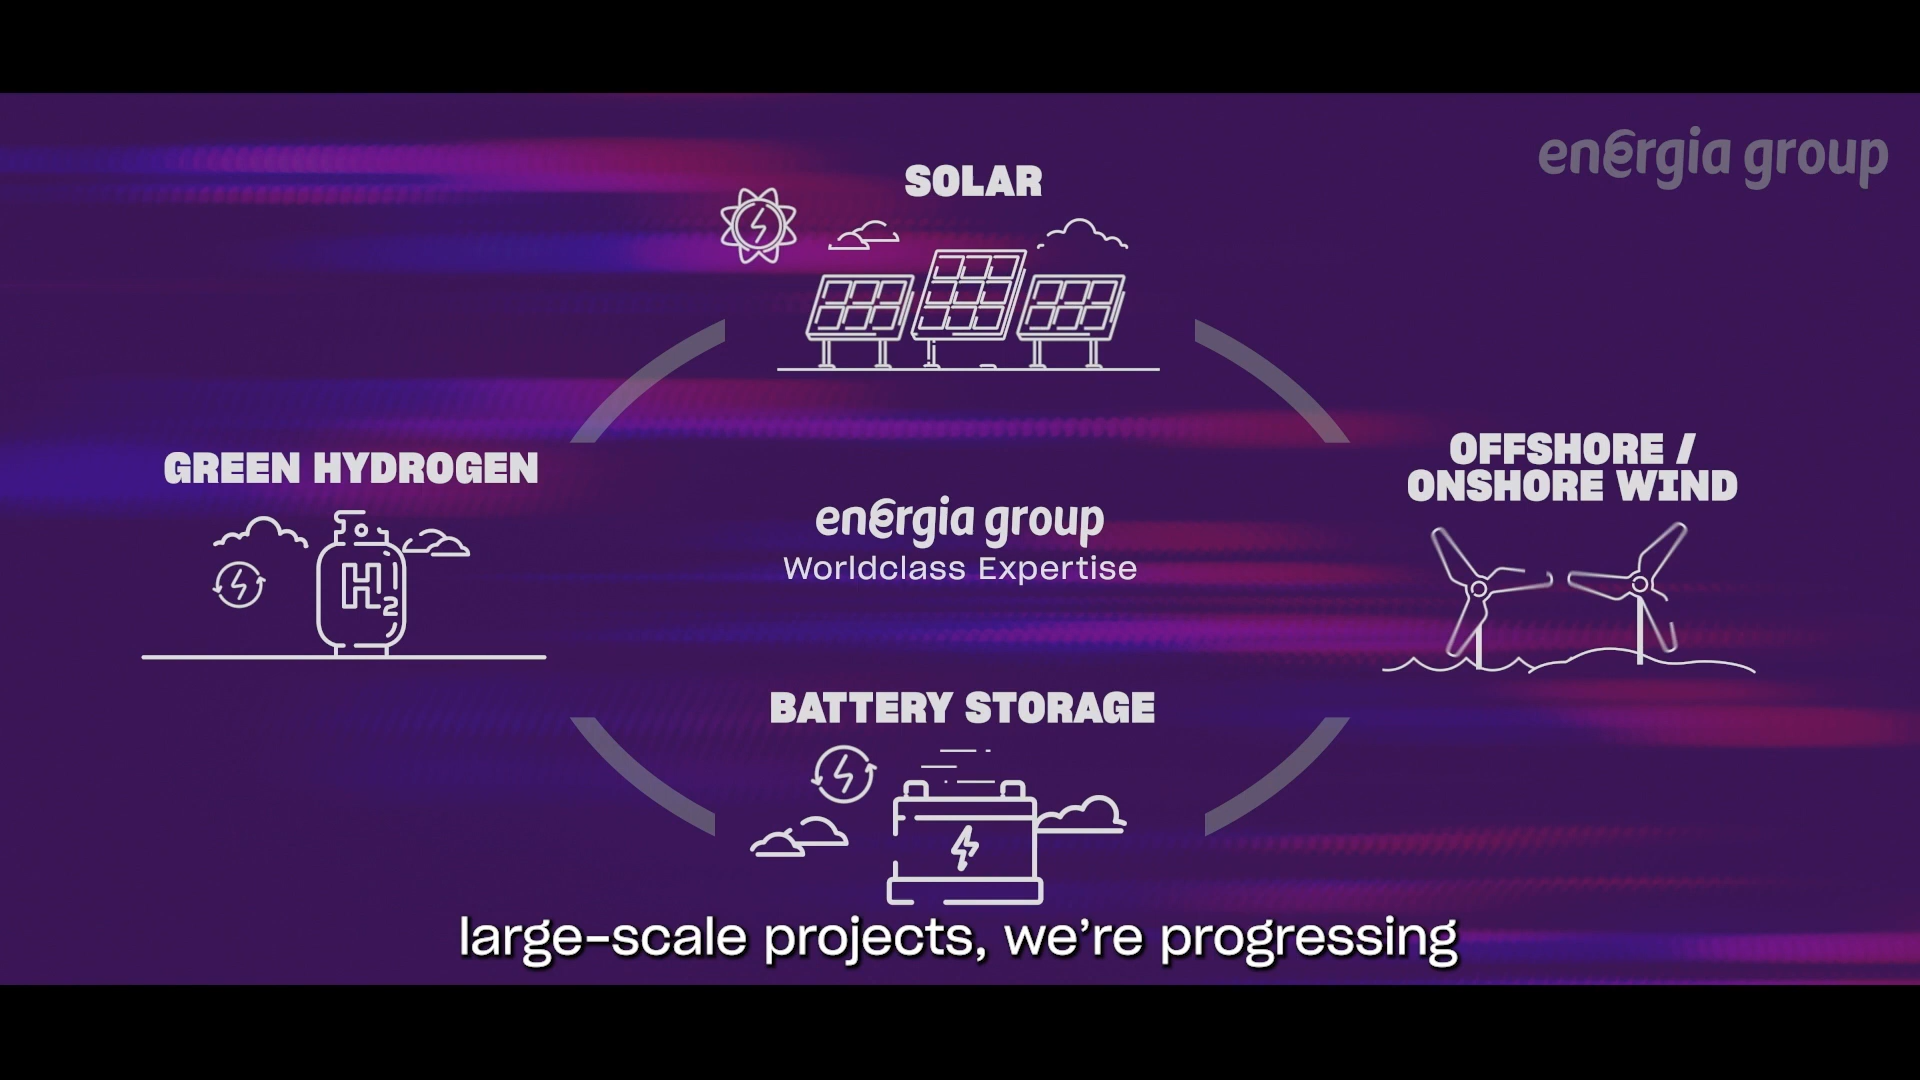 energia group
SOLAR
OFFSHORE /
ONSHORE WIND
GREEN HYDROGEN
H2
energia group
Worldclass Expertise
BATTERY STORAGE
large-scale projects, we're progressing